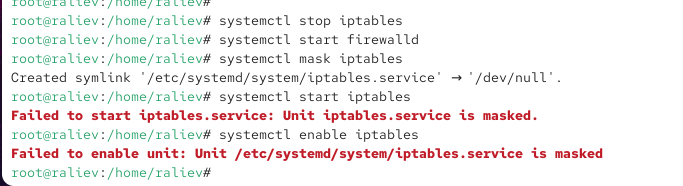 root@raliev:/home/raliev#
root@raliev:/home/raliev# systemctl stop iptables
root@raliev:/home/raliev# systemctl start firewalld
root@raliev:/home/raliev# systemctl mask iptables
Created symlink '/etc/systemd/system/iptables.service' → '/dev/null'.
root@raliev:/home/raliev# systemctl start iptables
Failed to start iptables.service: Unit iptables.service is masked.
root@raliev:/home/raliev# systemctl enable iptables
Failed to enable unit: Unit /etc/systemd/system/iptables.service is masked
root@raliev:/home/raliev#